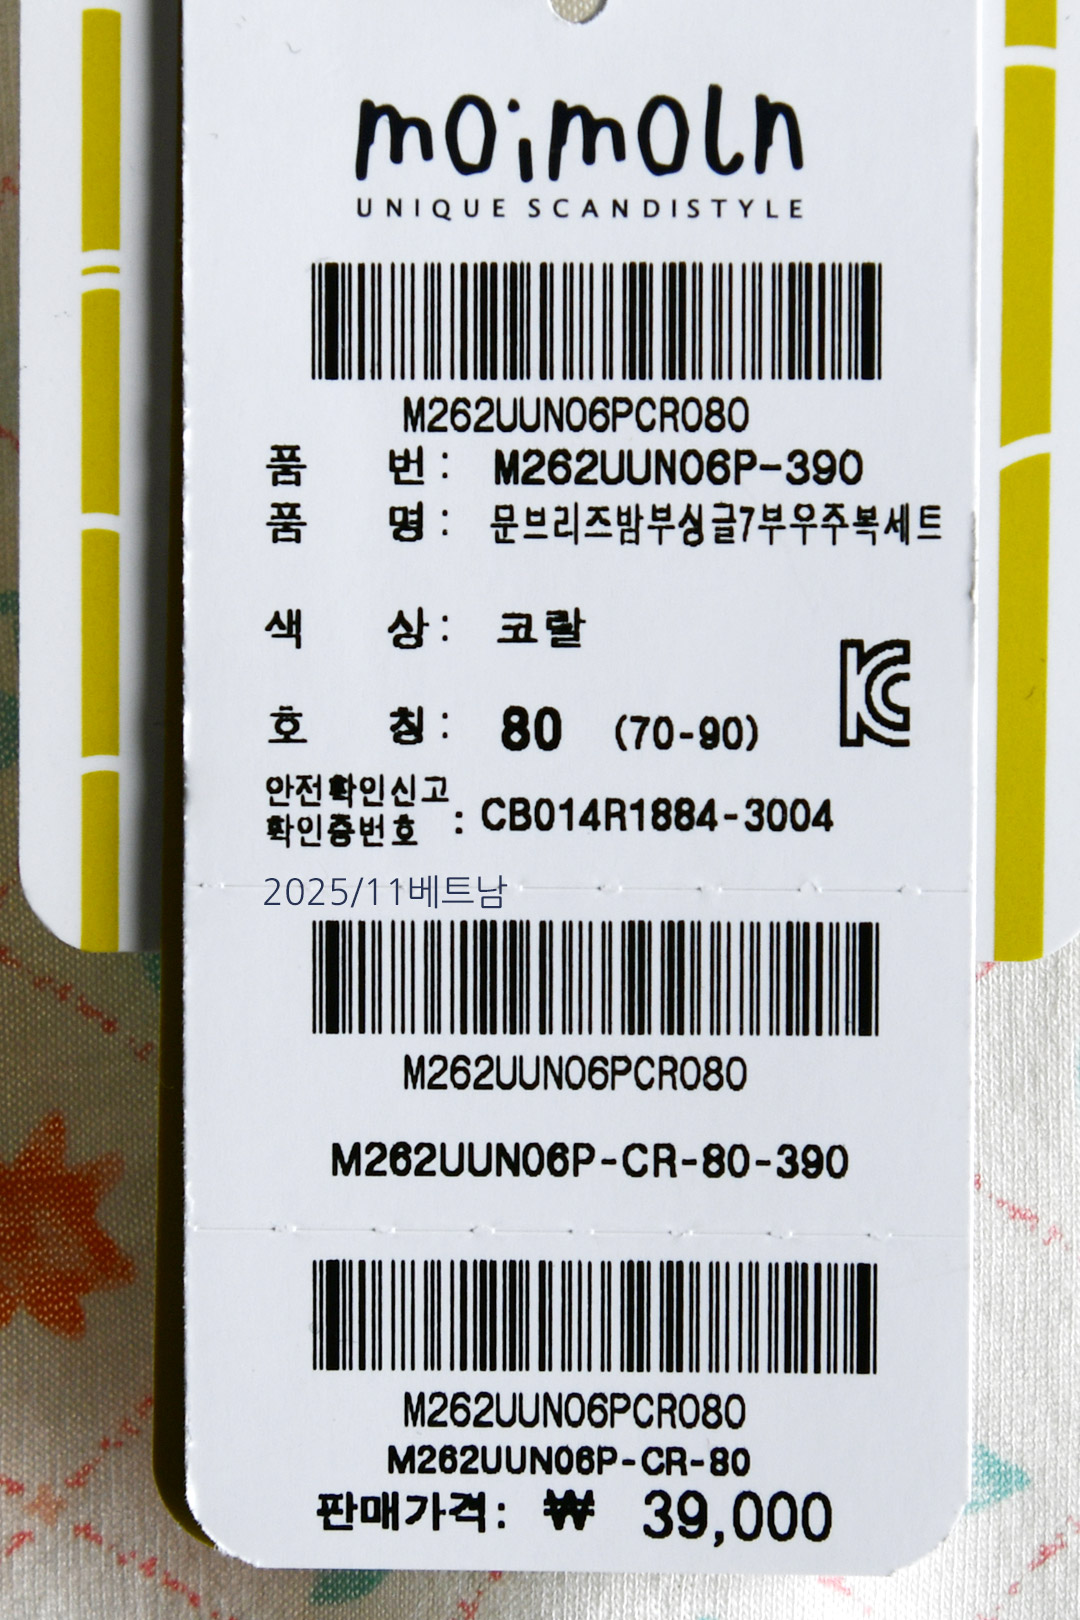 moimoln
UNIQUE SCANDISTYLE
M262UUN06PCR080
품 번 : M262UUN06P-390
품 명 : 문브리즈밤부싱글7부우주복세트
색 상 : 코랄
호 칭 : 80 (70-90)
안전확인신고
확인증번호 : CB014R1884-3004
2025/11베트남
M262UUN06PCR080
M262UUN06P-CR-80-390
M262UUN06PCR080
M262UUN06P-CR-80
판매가격: ₩ 39,000